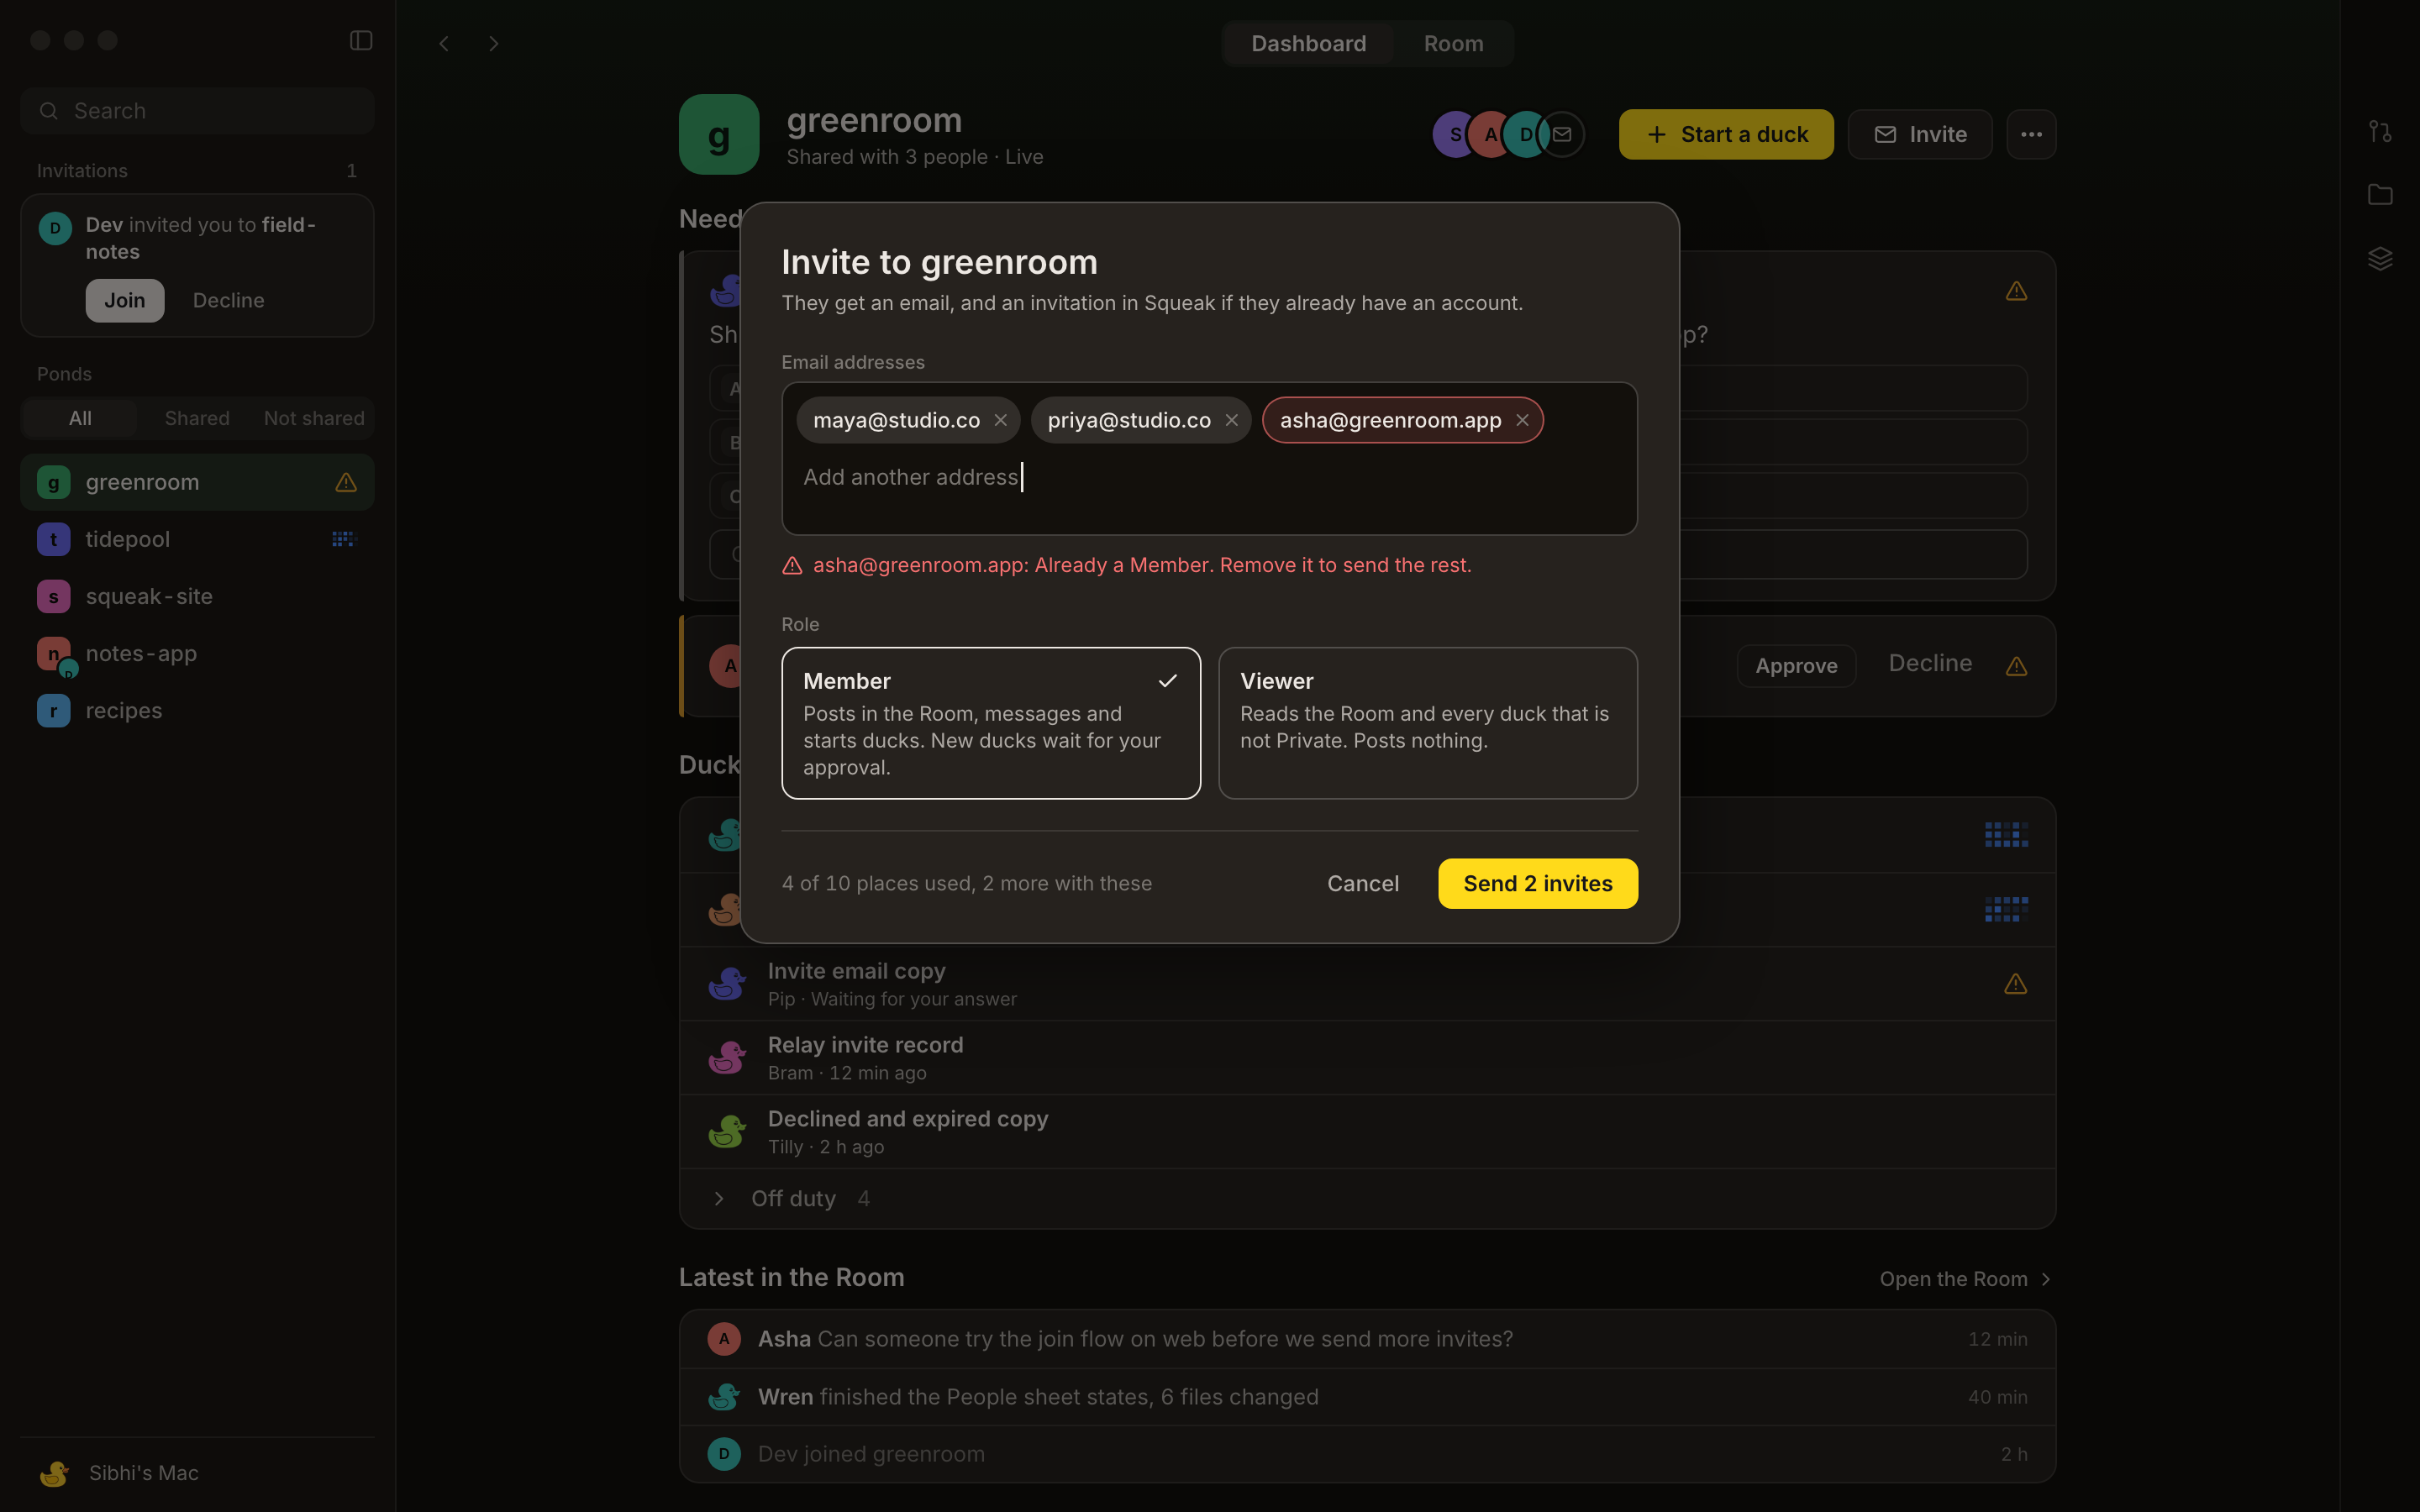 Search
Invitations 1
D
Dev invited you to field-
notes
Join Decline
Ponds
All Shared Not shared
g greenroom
t tidepool
s squeak-site
n D notes-app
r recipes
Sibhi's Mac
Dashboard Room
g
greenroom
Shared with 3 people · Live
S A D
Start a duck
Invite
Need
Sh
p?
A
B
A
Approve Decline
Duck
Invite to greenroom
They get an email, and an invitation in Squeak if they already have an account.
Email addresses
maya@studio.co priya@studio.co asha@greenroom.app
Add another address
asha@greenroom.app: Already a Member. Remove it to send the rest.
Role
Member
Posts in the Room, messages and
starts ducks. New ducks wait for your
approval.
Viewer
Reads the Room and every duck that is
not Private. Posts nothing.
4 of 10 places used, 2 more with these
Cancel Send 2 invites
Invite email copy
Pip · Waiting for your answer
Relay invite record
Bram · 12 min ago
Declined and expired copy
Tilly · 2 h ago
Off duty 4
Latest in the Room
Open the Room
A Asha Can someone try the join flow on web before we send more invites? 12 min
Wren finished the People sheet states, 6 files changed 40 min
D Dev joined greenroom 2 h